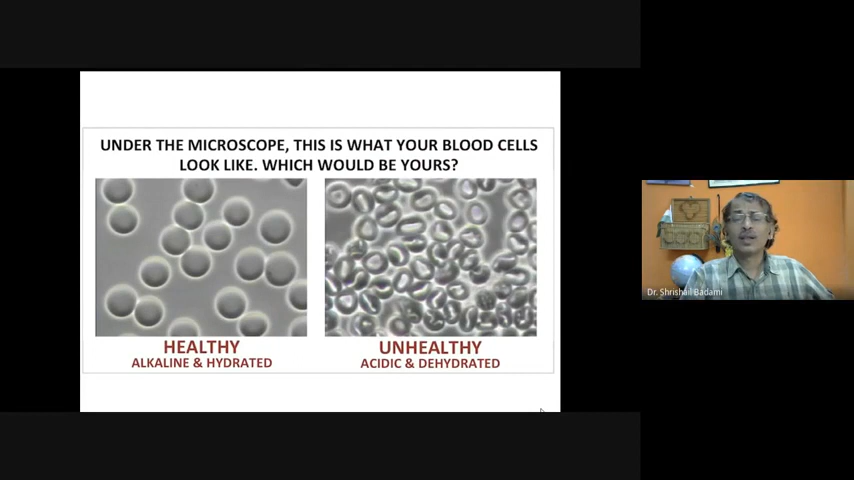 UNDER THE MICROSCOPE, THIS IS WHAT YOUR BLOOD CELLS
LOOK LIKE. WHICH WOULD BE YOURS?
HEALTHY
ALKALINE & HYDRATED
UNHEALTHY
ACIDIC & DEHYDRATED
Dr. Shrishail Badami